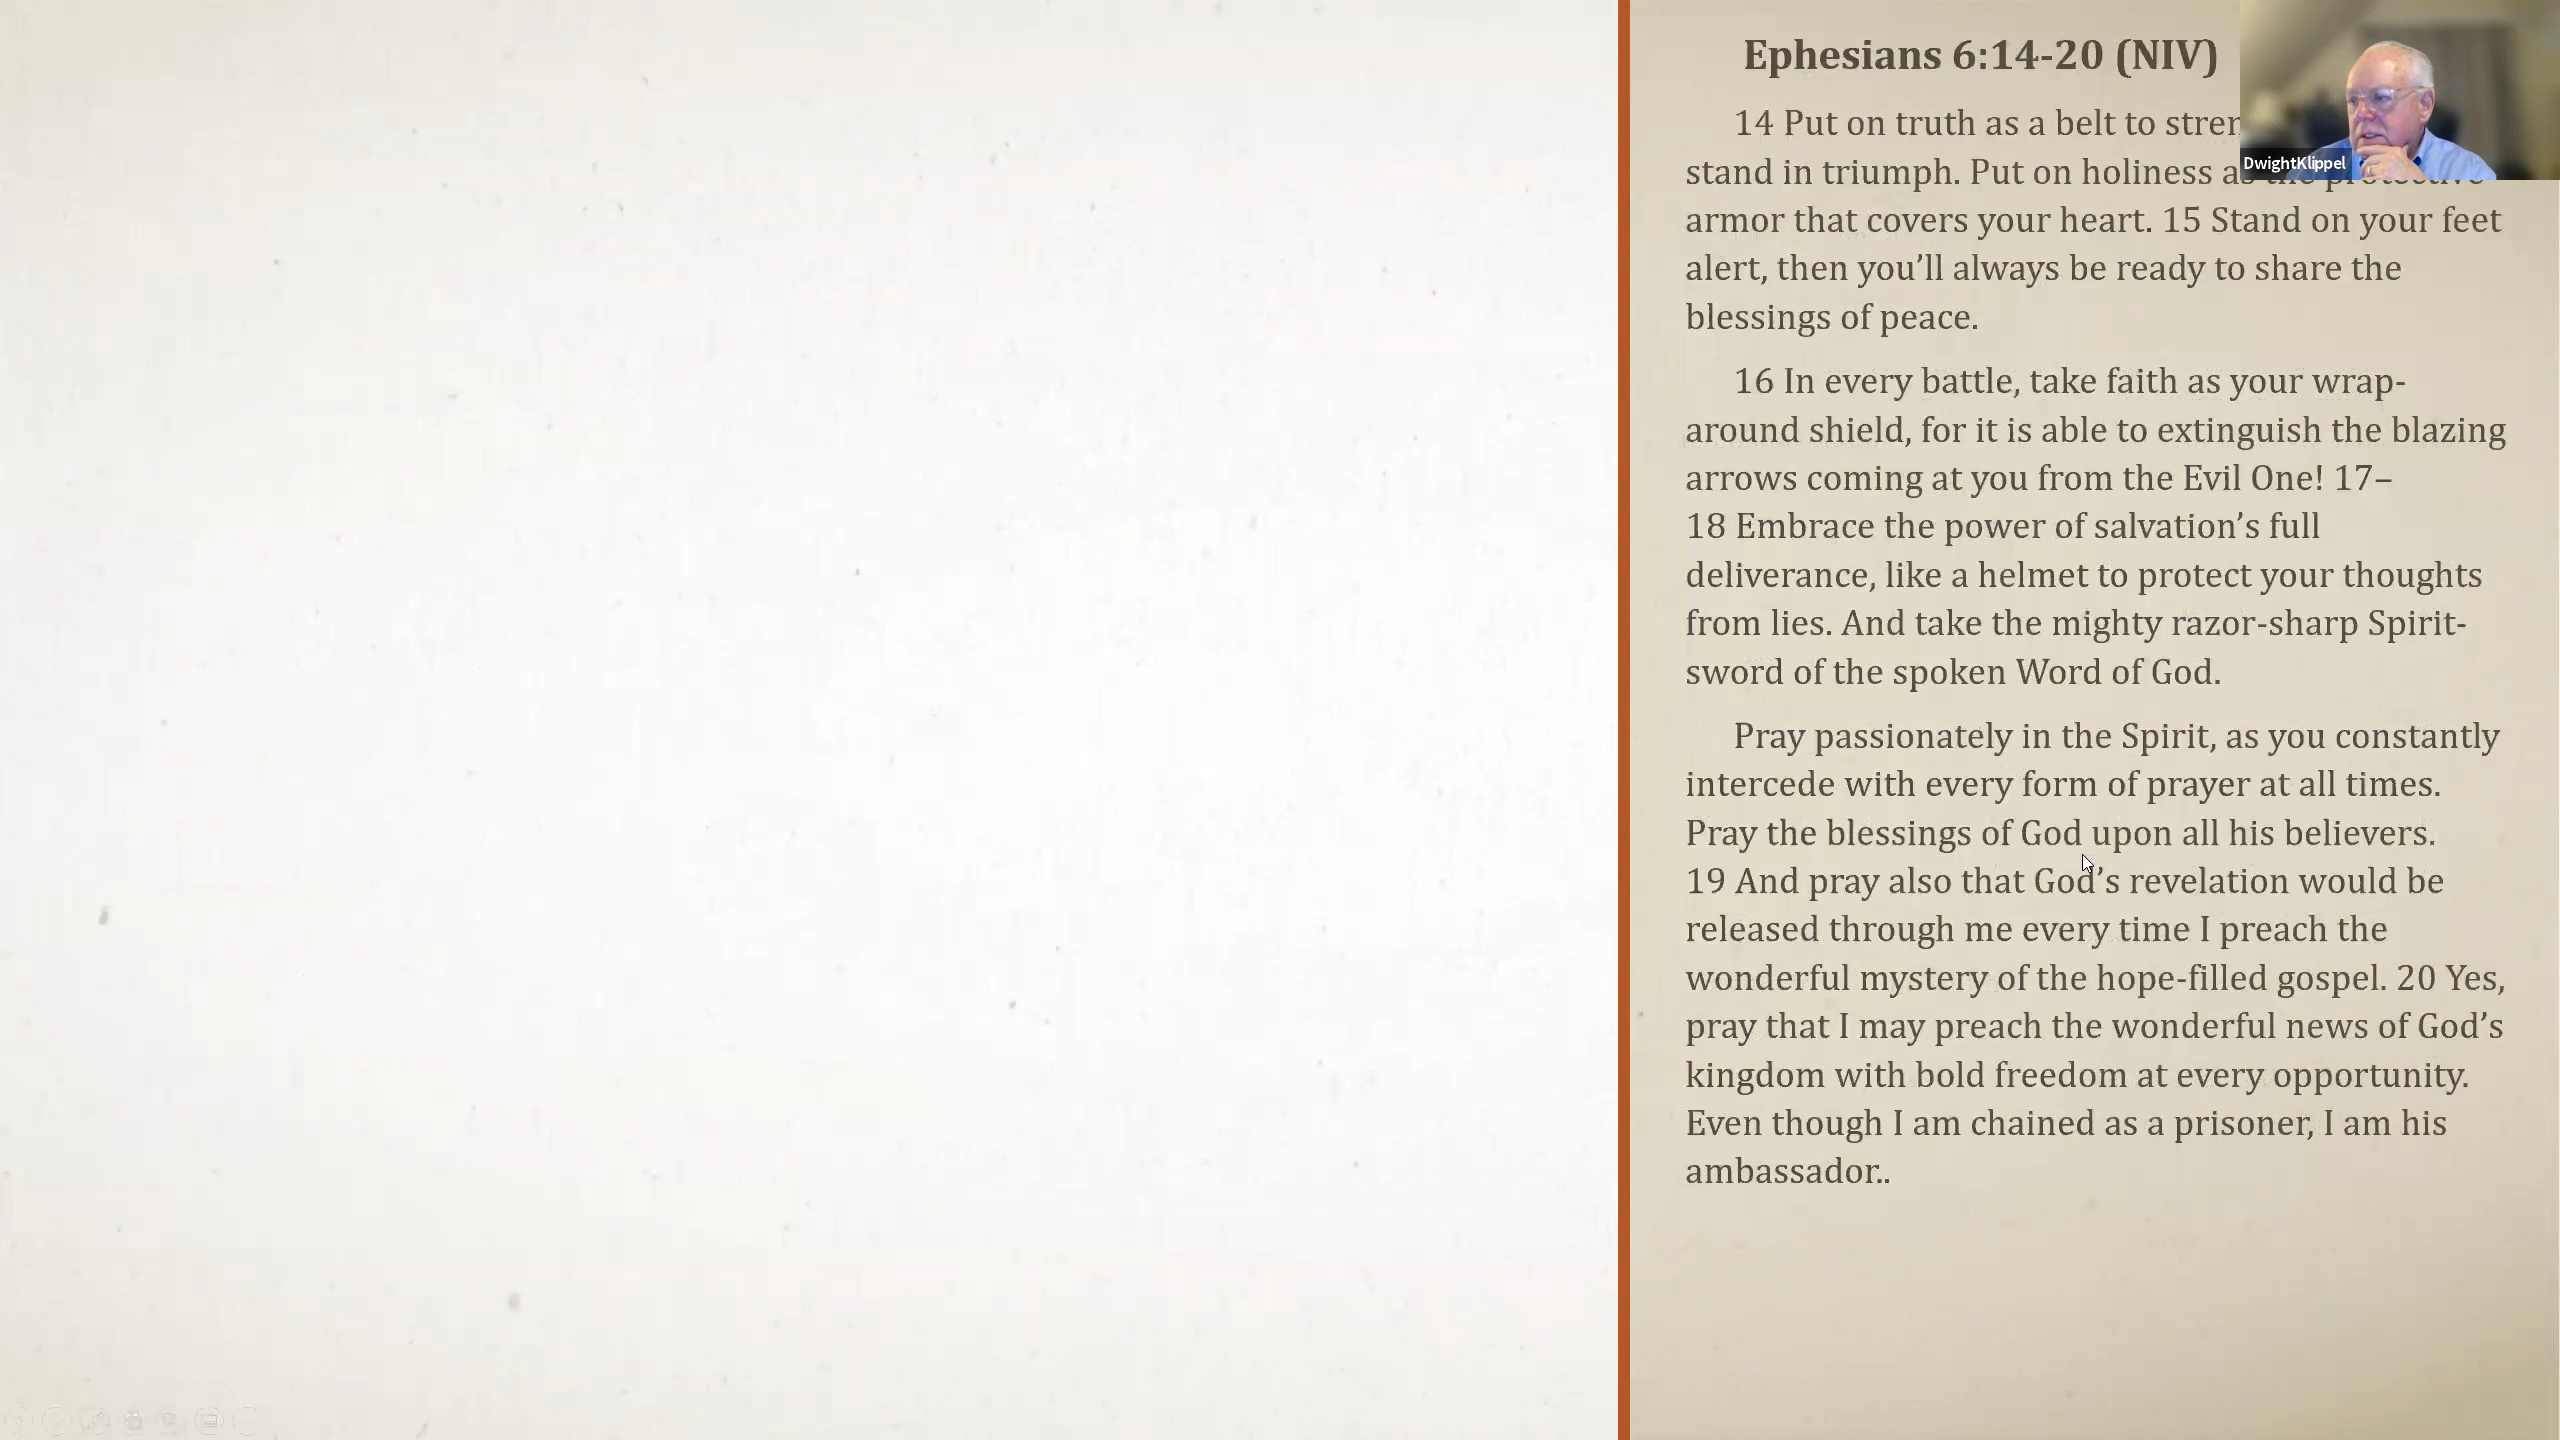 Ephesians 6:14-20 (NIV)
14 Put on truth as a belt to
stand in triumph. Put on holiness as the protective
armor that covers your heart. 15 Stand on your feet
alert, then you’ll always be ready to share the
blessings of peace.
16 In every battle, take faith as your wrap-
around shield, for it is able to extinguish the blazing
arrows coming at you from the Evil One! 17–
18 Embrace the power of salvation’s full
deliverance, like a helmet to protect your thoughts
from lies. And take the mighty razor-sharp Spirit-
sword of the spoken Word of God.
Pray passionately in the Spirit, as you constantly
intercede with every form of prayer at all times.
Pray the blessings of God upon all his believers.
19 And pray also that God’s revelation would be
released through me every time I preach the
wonderful mystery of the hope-filled gospel. 20 Yes,
pray that I may preach the wonderful news of God’s
kingdom with bold freedom at every opportunity.
Even though I am chained as a prisoner, I am his
ambassador..
DwightKlippel